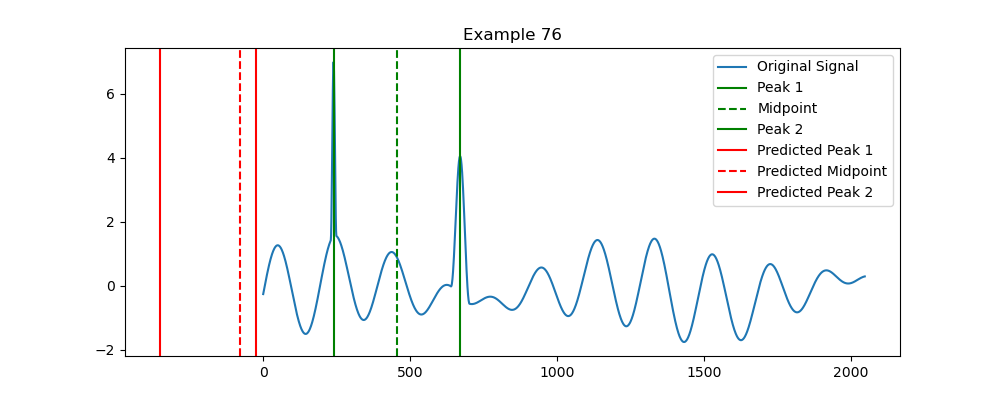 Example 76
Original Signal
Peak 1
Midpoint
Peak 2
Predicted Peak 1
Predicted Midpoint
Predicted Peak 2
6
4
2
0
−2
0 500 1000 1500 2000